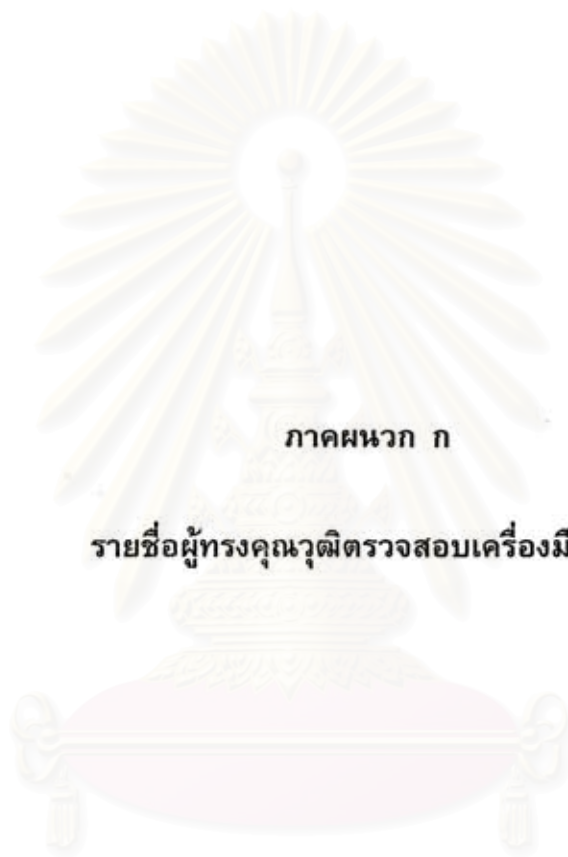 ภาคผนวก ก
รายชื่อผู้ทรงคุณวุฒิตรวจสอบเครื่องมื